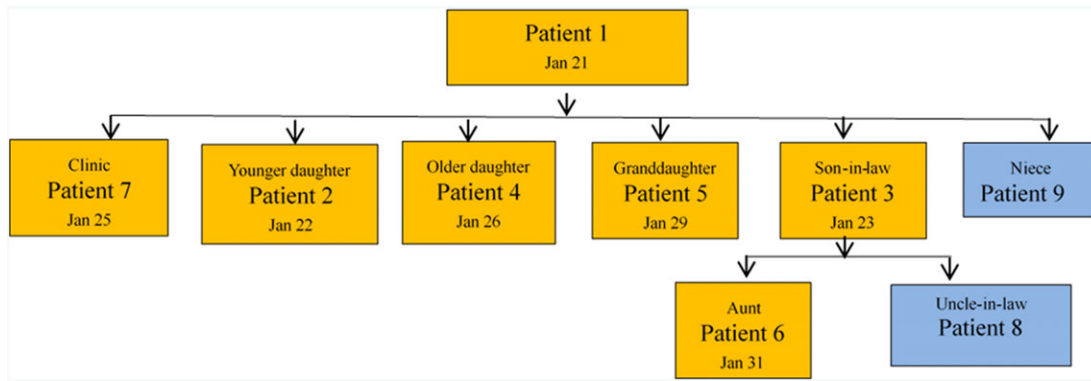 Patient 1
Jan 21
Clinic
Patient 7
Jan 25
Younger daughter
Patient 2
Jan 22
Older daughter
Patient 4
Jan 26
Granddaughter
Patient 5
Jan 29
Son-in-law
Patient 3
Jan 23
Niece
Patient 9
Aunt
Patient 6
Jan 31
Uncle-in-law
Patient 8